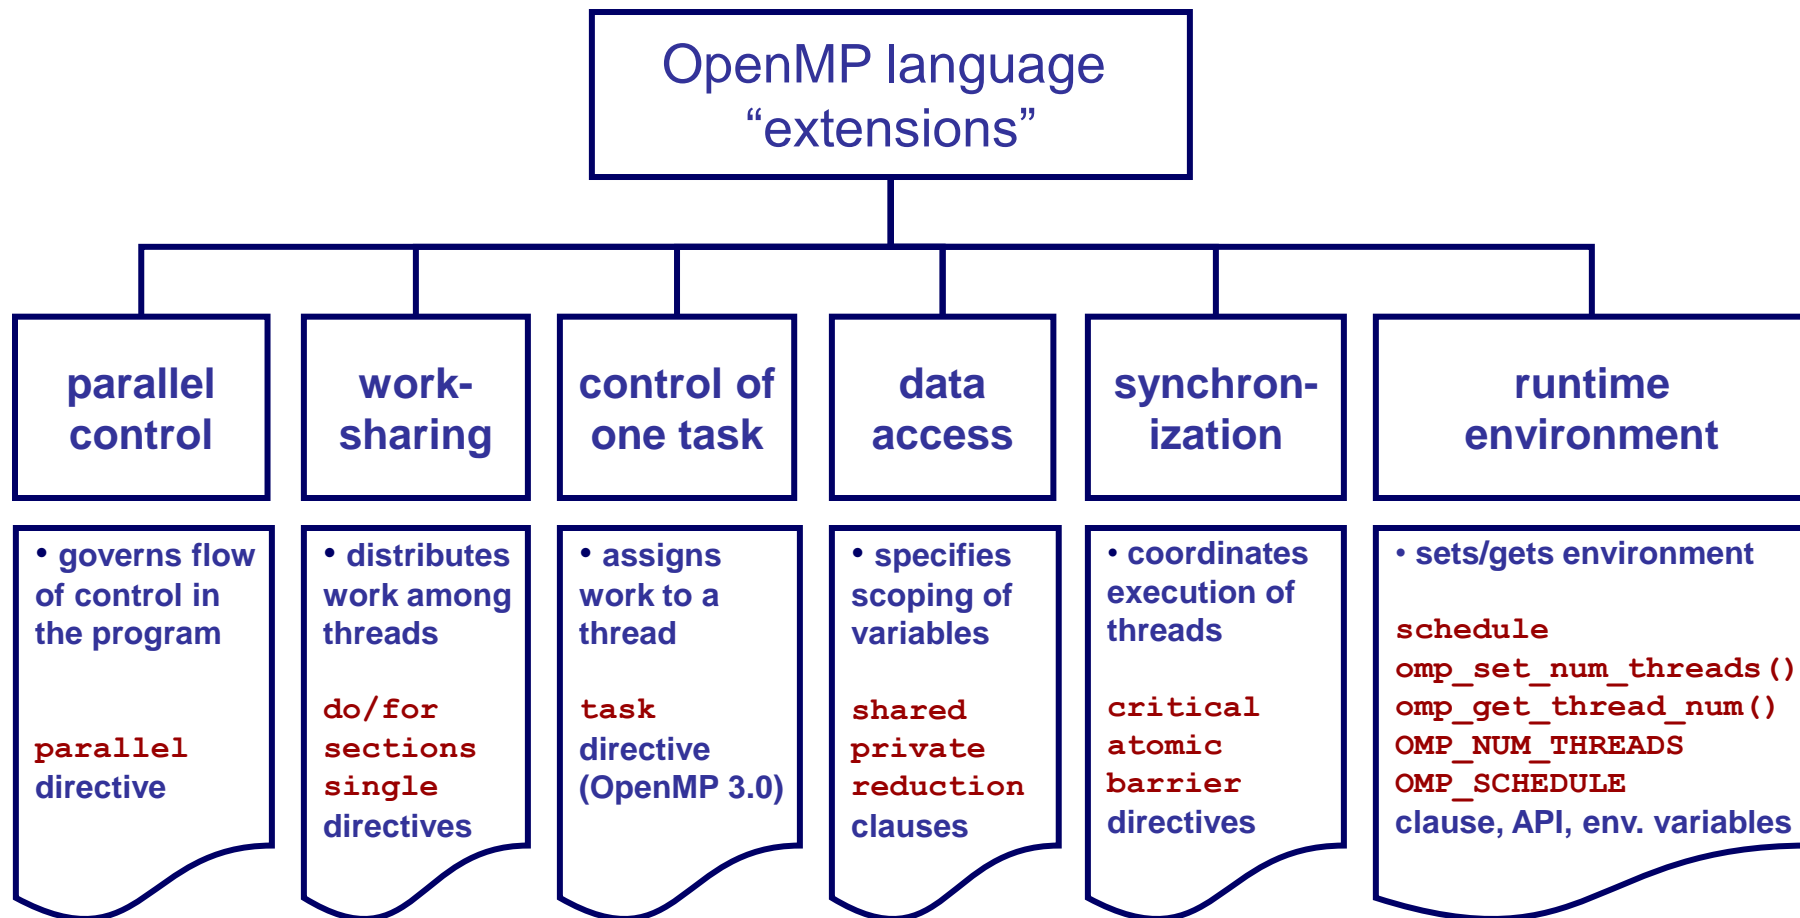 OpenMP language
“extensions”
parallel
control
work-
sharing
control of
one task
data
access
synchron-
ization
runtime
environment
• governs flow
of control in
the program
parallel
directive
• distributes
work among
threads
do/for
sections
single
directives
• assigns
work to a
thread
task
directive
(OpenMP 3.0)
• specifies
scoping of
variables
shared
private
reduction
clauses
• coordinates
execution of
threads
critical
atomic
barrier
directives
• sets/gets environment
schedule
omp_set_num_threads()
omp_get_thread_num()
OMP_NUM_THREADS
OMP_SCHEDULE
clause, API, env. variables